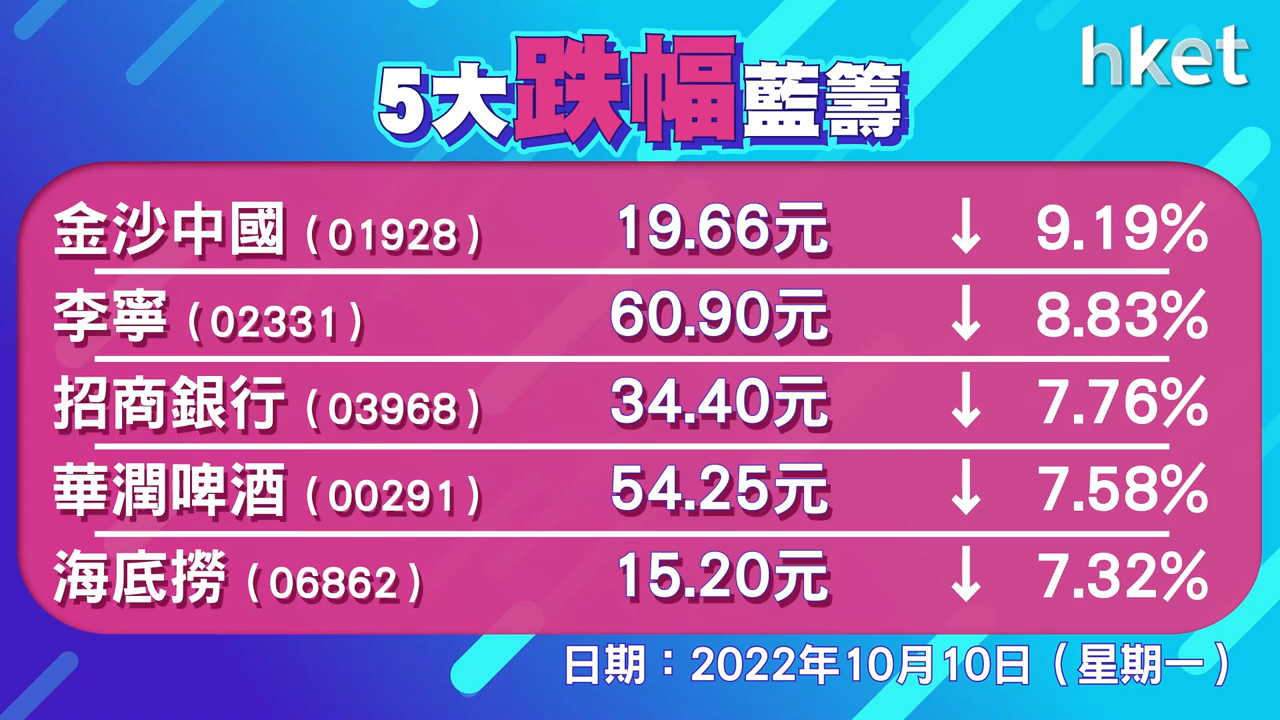 hket
5大跌幅藍籌
金沙中國（01928） 19.66元 ↓ 9.19%
李寧（02331） 60.90元 ↓ 8.83%
招商銀行（03968） 34.40元 ↓ 7.76%
華潤啤酒（00291） 54.25元 ↓ 7.58%
海底撈（06862） 15.20元 ↓ 7.32%
日期：2022年10月10日（星期一）